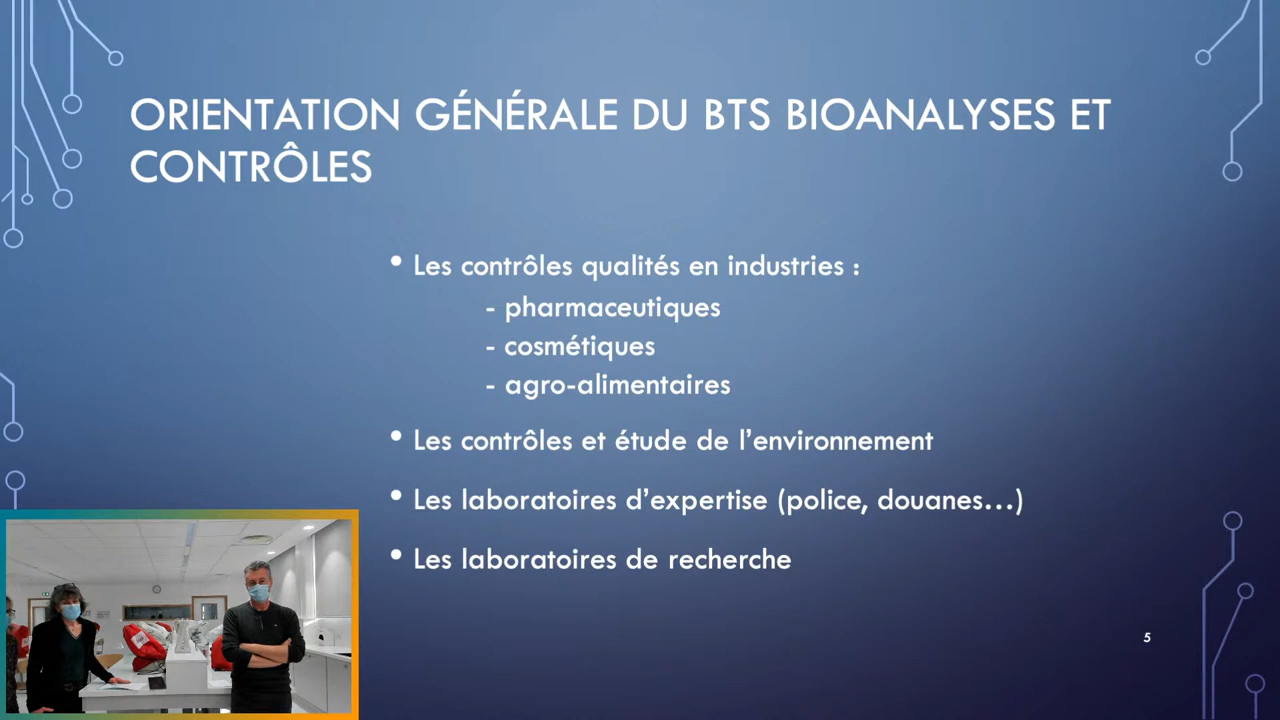 ORIENTATION GÉNÉRALE DU BTS BIOANALYSES ET
CONTRÔLES
• Les contrôles qualités en industries :
- pharmaceutiques
- cosmétiques
- agro-alimentaires
• Les contrôles et étude de l’environnement
• Les laboratoires d’expertise (police, douanes…)
• Les laboratoires de recherche
5